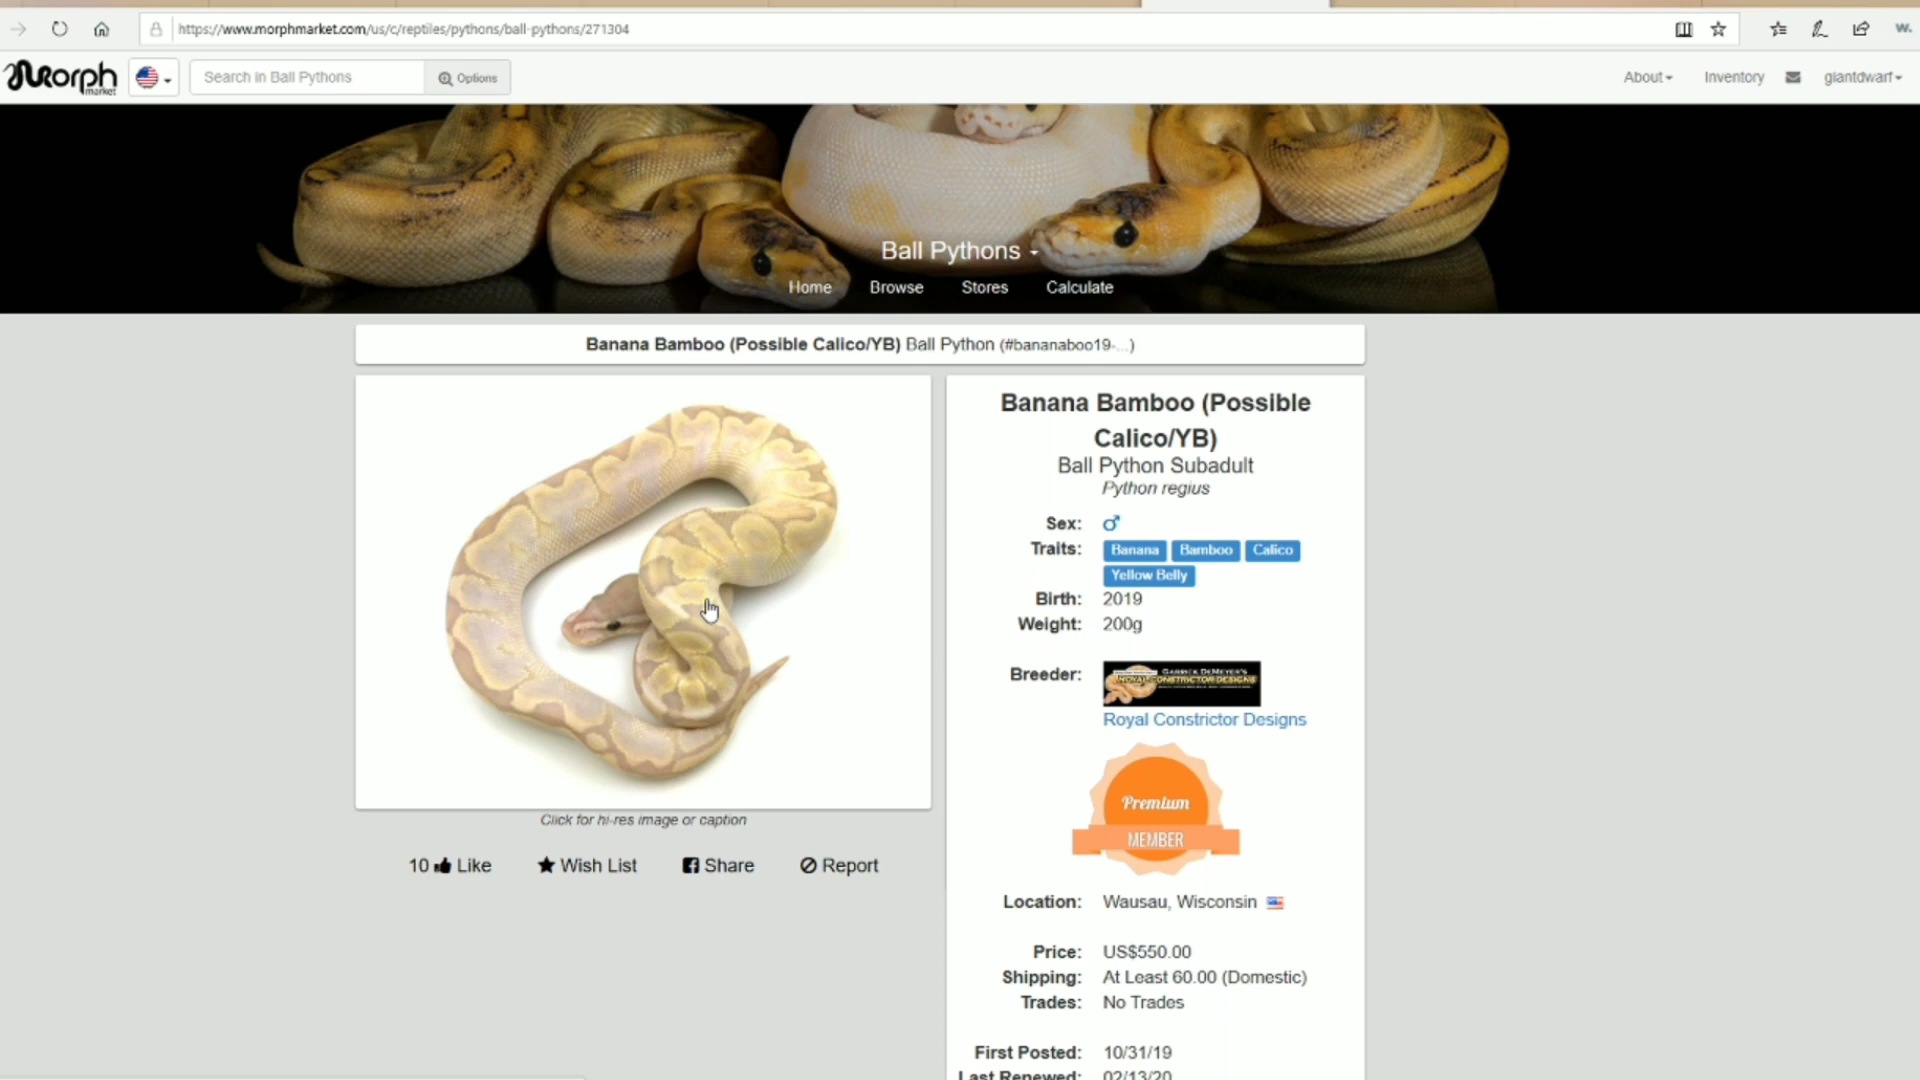 https://www.morphmarket.com/us/c/reptiles/pythons/ball-pythons/271304
W.
Morph
market
Search in Ball Pythons
Options
About
Inventory
giantdwarf
Ball Pythons
Home
Browse
Stores
Calculate
Banana Bamboo (Possible Calico/YB) Ball Python (#bananaboo19-...)
Banana Bamboo (Possible
Calico/YB)
Ball Python Subadult
Python regius
Sex:
Traits: Banana Bamboo Calico
Yellow Belly
Birth: 2019
Weight: 200g
Breeder:
GARRICK DEMEYER'S
ROYAL CONSTRICTOR DESIGNS
Royal Constrictor Designs
Premium
MEMBER
Click for hi-res image or caption
10 Like
Wish List
Share
Report
Location: Wausau, Wisconsin
Price: US$550.00
Shipping: At Least 60.00 (Domestic)
Trades: No Trades
First Posted: 10/31/19
Last Renewed: 02/13/20